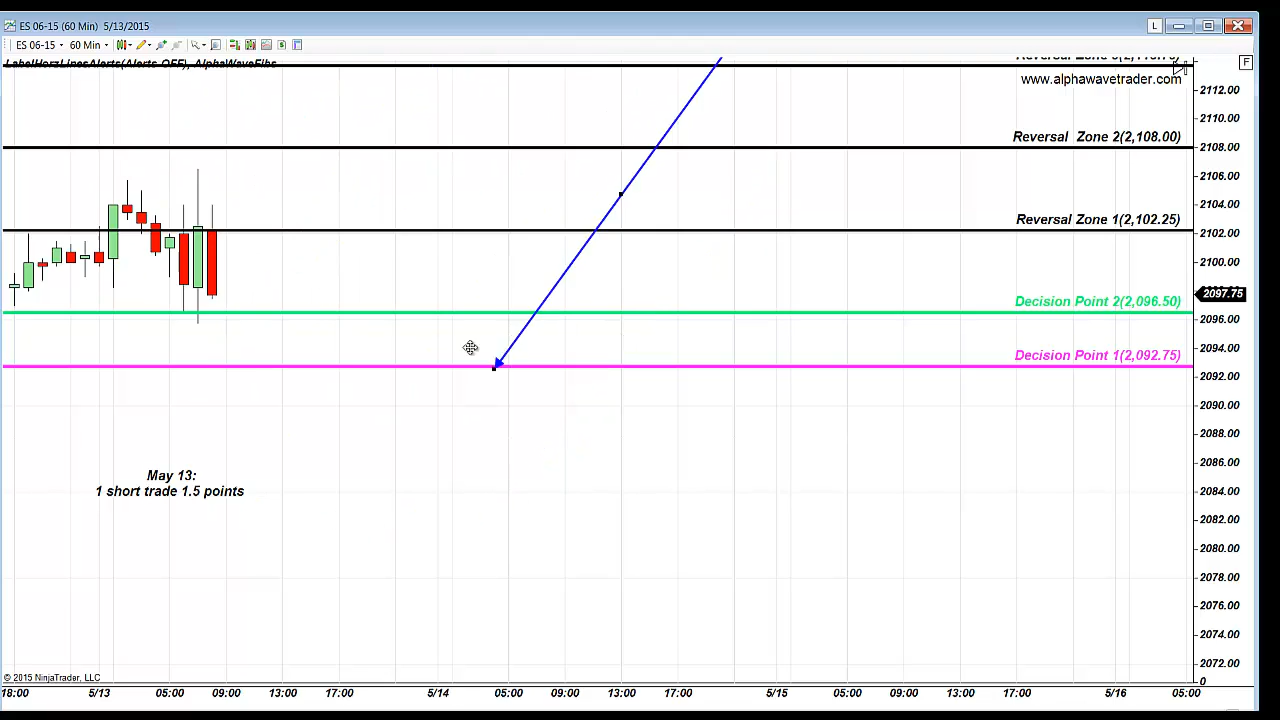 ES 06-15 (60 Min) 5/13/2015
L
ES 06-15 60 Min
LabelHorzLinesAlerts(Alerts OFF), AlphaWaveFibs
F
www.alphawavetrader.com
2112.00
2110.00
Reversal Zone 2(2,108.00)
2108.00
2106.00
2104.00
Reversal Zone 1(2,102.25)
2102.00
2100.00
2097.75
Decision Point 2(2,096.50)
2096.00
2094.00
Decision Point 1(2,092.75)
2092.00
2090.00
2088.00
2086.00
May 13:
1 short trade 1.5 points
2084.00
2082.00
2080.00
2078.00
2076.00
2074.00
2072.00
© 2015 NinjaTrader, LLC
0
18:00 5/13 05:00 09:00 13:00 17:00 5/14 05:00 09:00 13:00 17:00 5/15 05:00 09:00 13:00 17:00 5/16 05:00